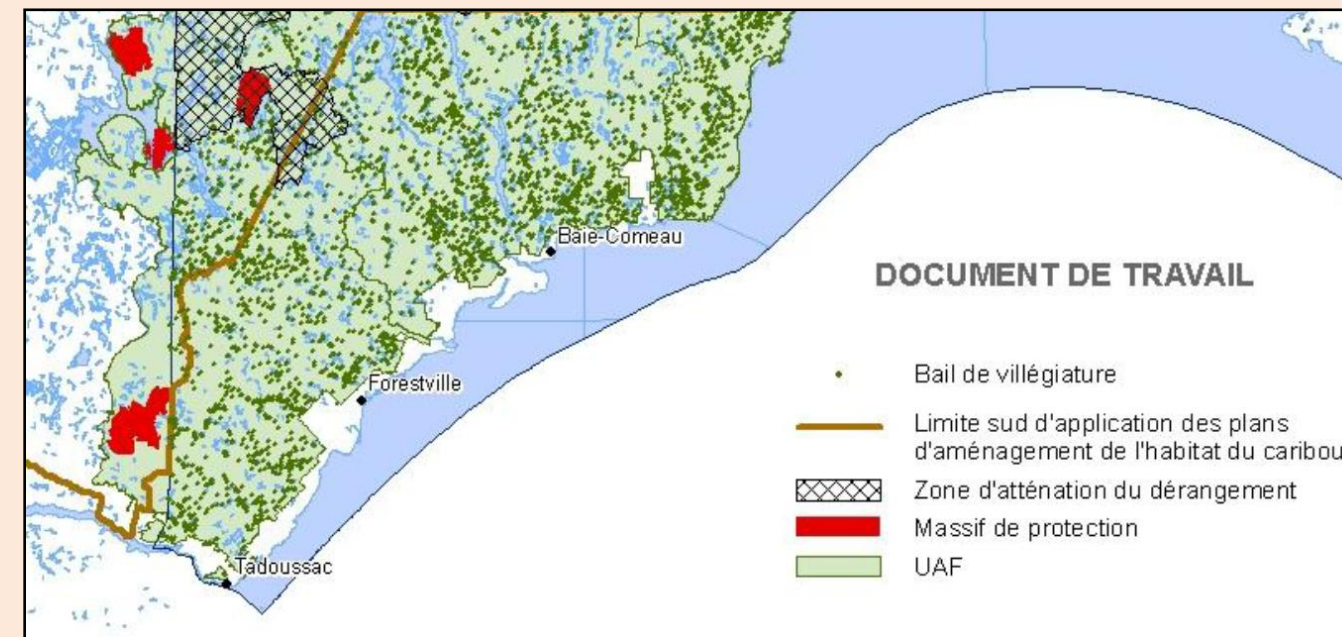 Baie-Comeau
Forestville
Tadoussac
DOCUMENT DE TRAVAIL
Bail de villégiature
Limite sud d'application des plans
d'aménagement de l'habitat du caribou
Zone d'atténation du dérangement
Massif de protection
UAF